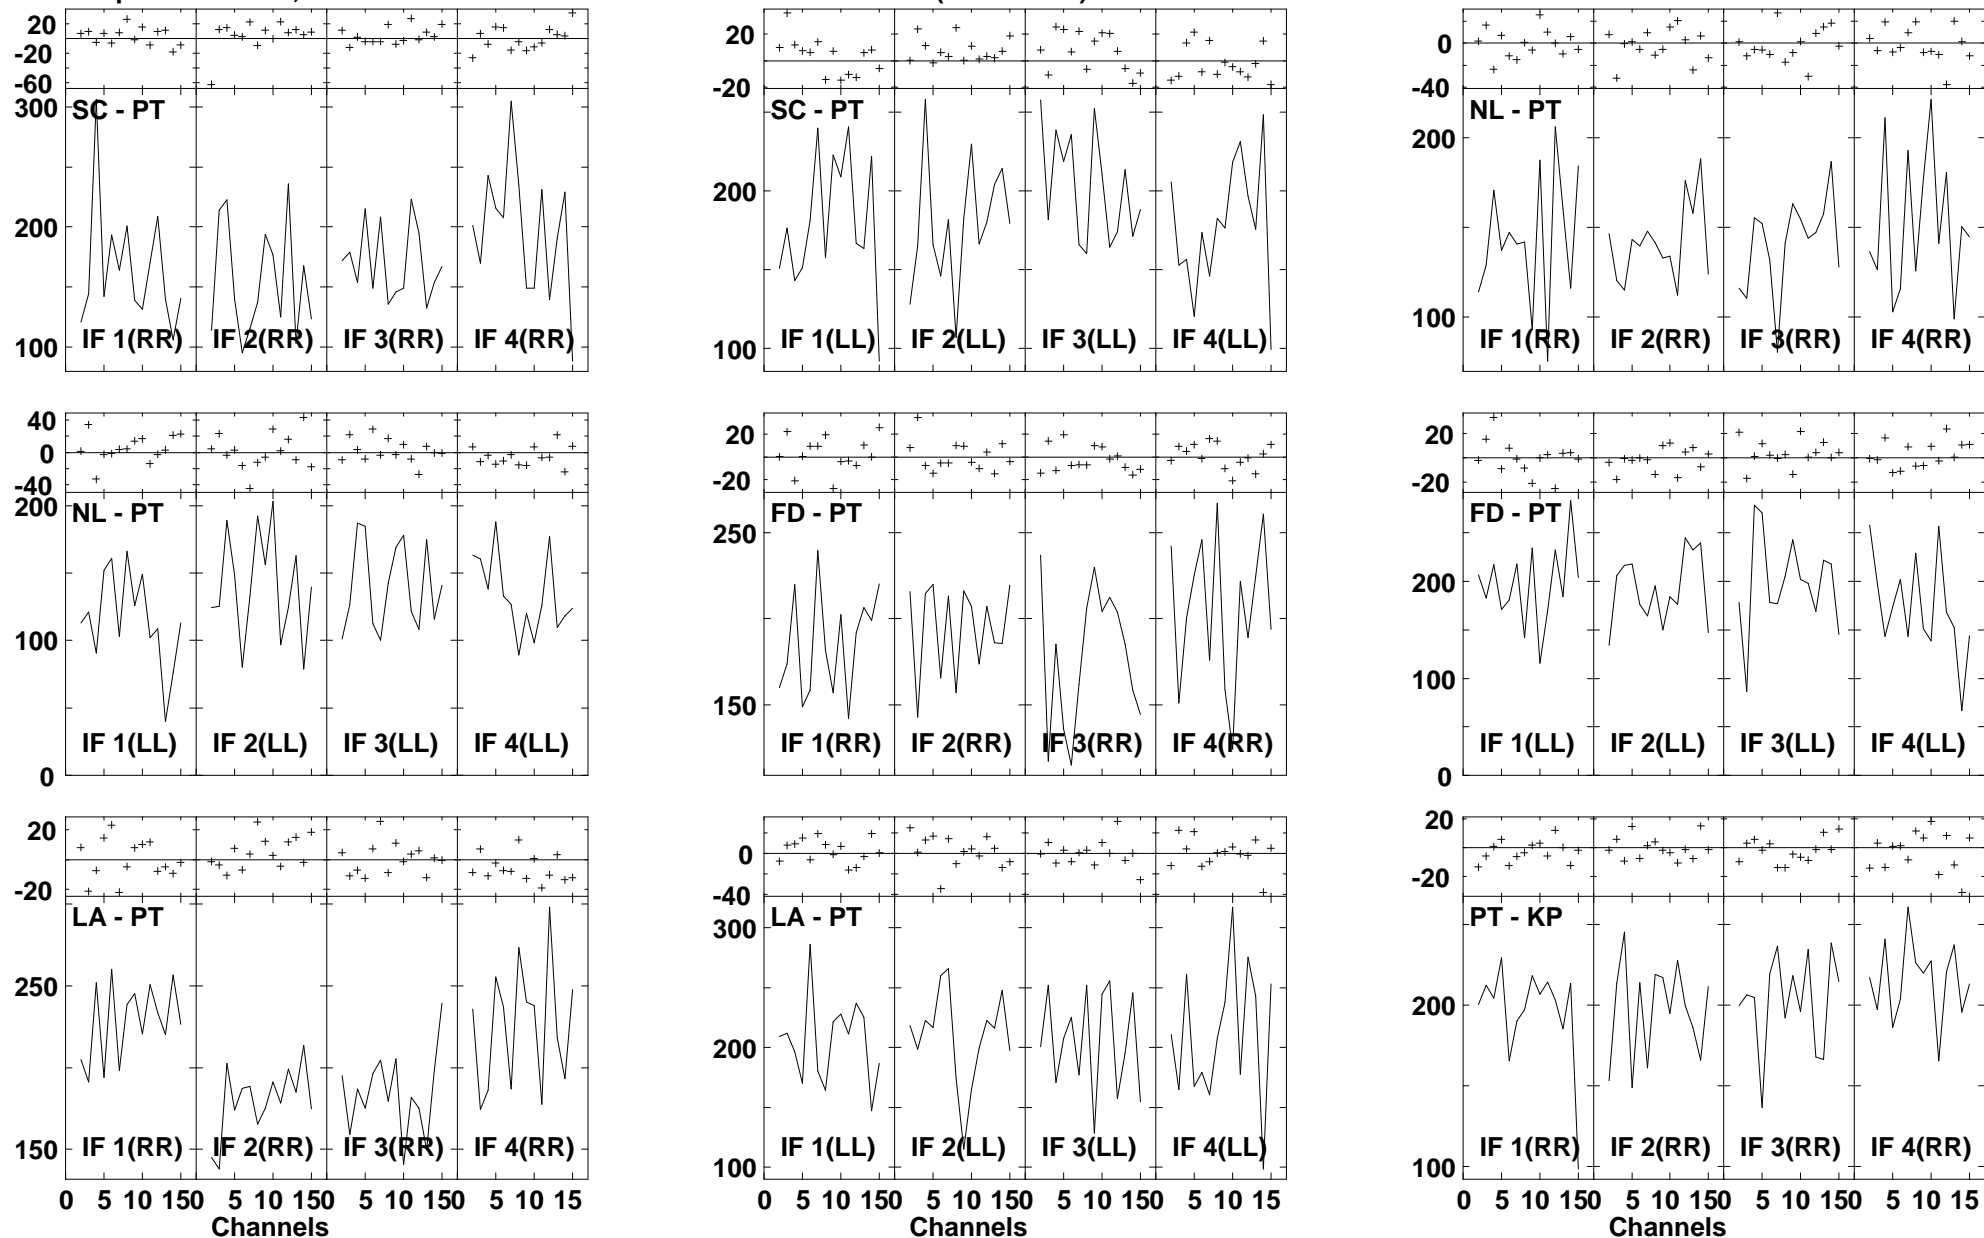 20 20 0
-20
-60 -20 -40
300 SC - PT SC - PT NL - PT
200 200 200
100 IF 1(RR) IF 2(RR) IF 3(RR) IF 4(RR) 100 IF 1(LL) IF 2(LL) IF 3(LL) IF 4(LL) 100 IF 1(RR) IF 2(RR) IF 3(RR) IF 4(RR)
40 20 20
0
-40 -20 -20
200 NL - PT FD - PT FD - PT
250 200
100 150 100
IF 1(LL) IF 2(LL) IF 3(LL) IF 4(LL) IF 1(RR) IF 2(RR) IF 3(RR) IF 4(RR) IF 1(LL) IF 2(LL) IF 3(LL) IF 4(LL)
0 0
20 0 20
-20 -40 -20
LA - PT 300 LA - PT PT - KP
250 200 200
150 IF 1(RR) IF 2(RR) IF 3(RR) IF 4(RR) 100 IF 1(LL) IF 2(LL) IF 3(LL) IF 4(LL) 100 IF 1(RR) IF 2(RR) IF 3(RR) IF 4(RR)
0 5 10 150 5 10 150 5 10 150 5 10 15 0 5 10 150 5 10 150 5 10 150 5 10 15 0 5 10 150 5 10 150 5 10 150 5 10 15
Channels Channels Channels